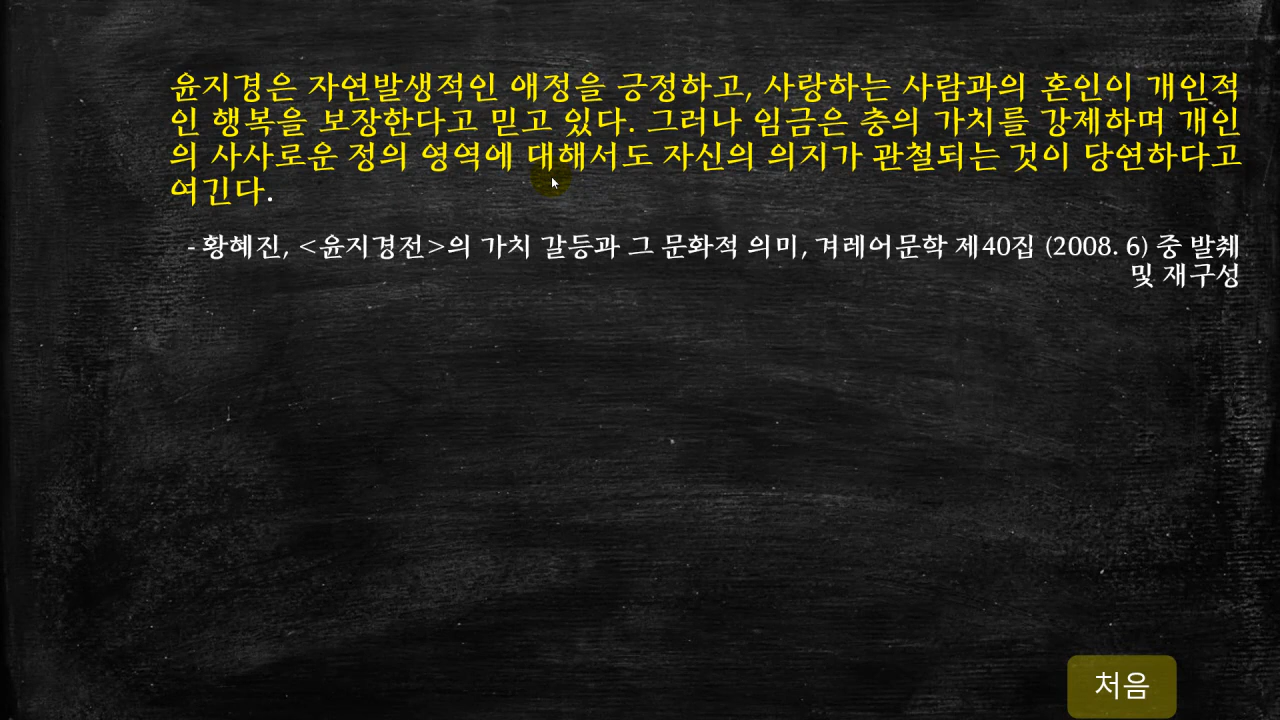 윤지경은 자연발생적인 애정을 긍정하고, 사랑하는 사람과의 혼인이 개인적
인 행복을 보장한다고 믿고 있다. 그러나 임금은 충의 가치를 강제하며 개인
의 사사로운 정의 영역에 대해서도 자신의 의지가 관철되는 것이 당연하다고
여긴다.
- 황혜진, <윤지경전>의 가치 갈등과 그 문화적 의미, 겨레어문학 제40집 (2008. 6) 중 발췌
및 재구성
처음